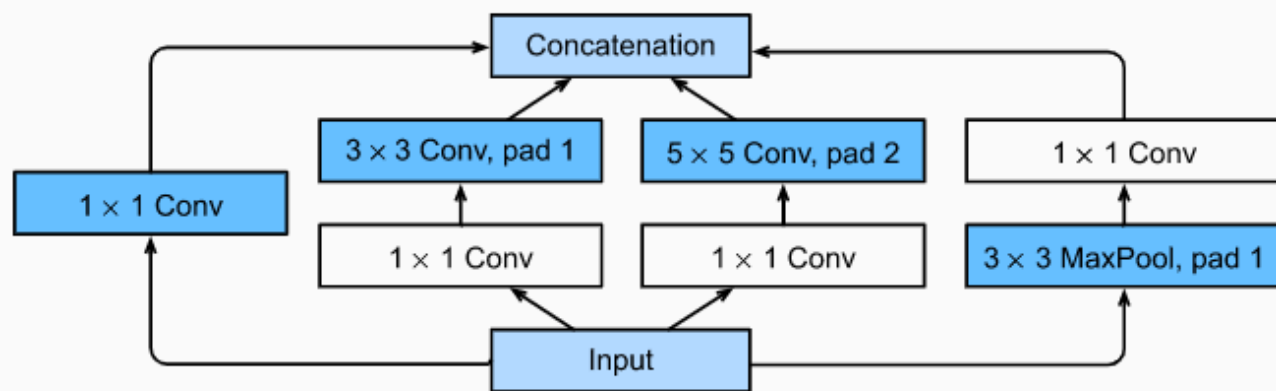 Concatenation
3 × 3 Conv, pad 1
5 × 5 Conv, pad 2
1 × 1 Conv
1 × 1 Conv
1 × 1 Conv
1 × 1 Conv
3 × 3 MaxPool, pad 1
Input